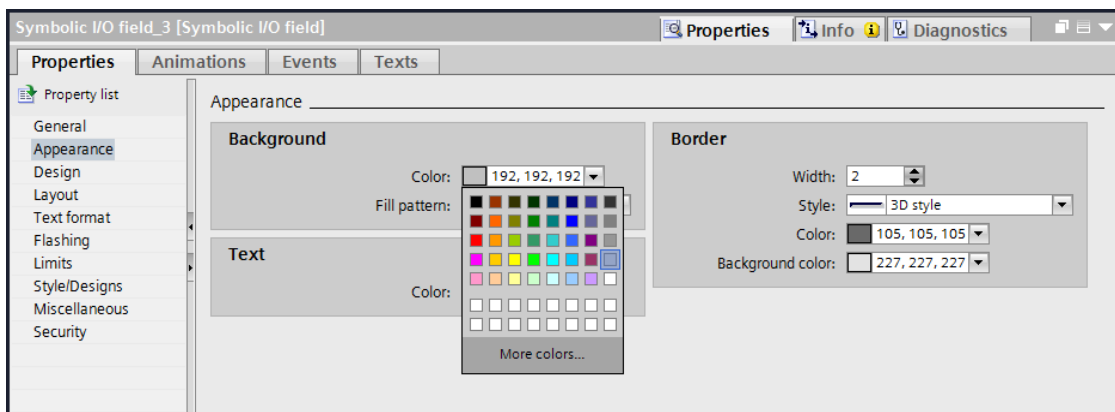 Symbolic I/O field_3 [Symbolic I/O field]
Properties Info Diagnostics
Properties Animations Events Texts
Property list
General
Appearance
Design
Layout
Text format
Flashing
Limits
Style/Designs
Miscellaneous
Security
Appearance
Background
Color: 192, 192, 192
Fill pattern:
Text
Color:
More colors...
Border
Width: 2
Style: 3D style
Color: 105, 105, 105
Background color: 227, 227, 227